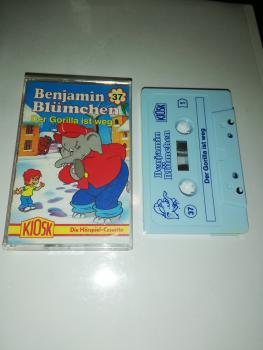 Benjamin
Blümchen
37
Der Gorilla ist weg
KIOSK
Die Hörspiel-Cassette
KIOSK
1
Benjamin
Blümchen
Der Gorilla ist weg
37